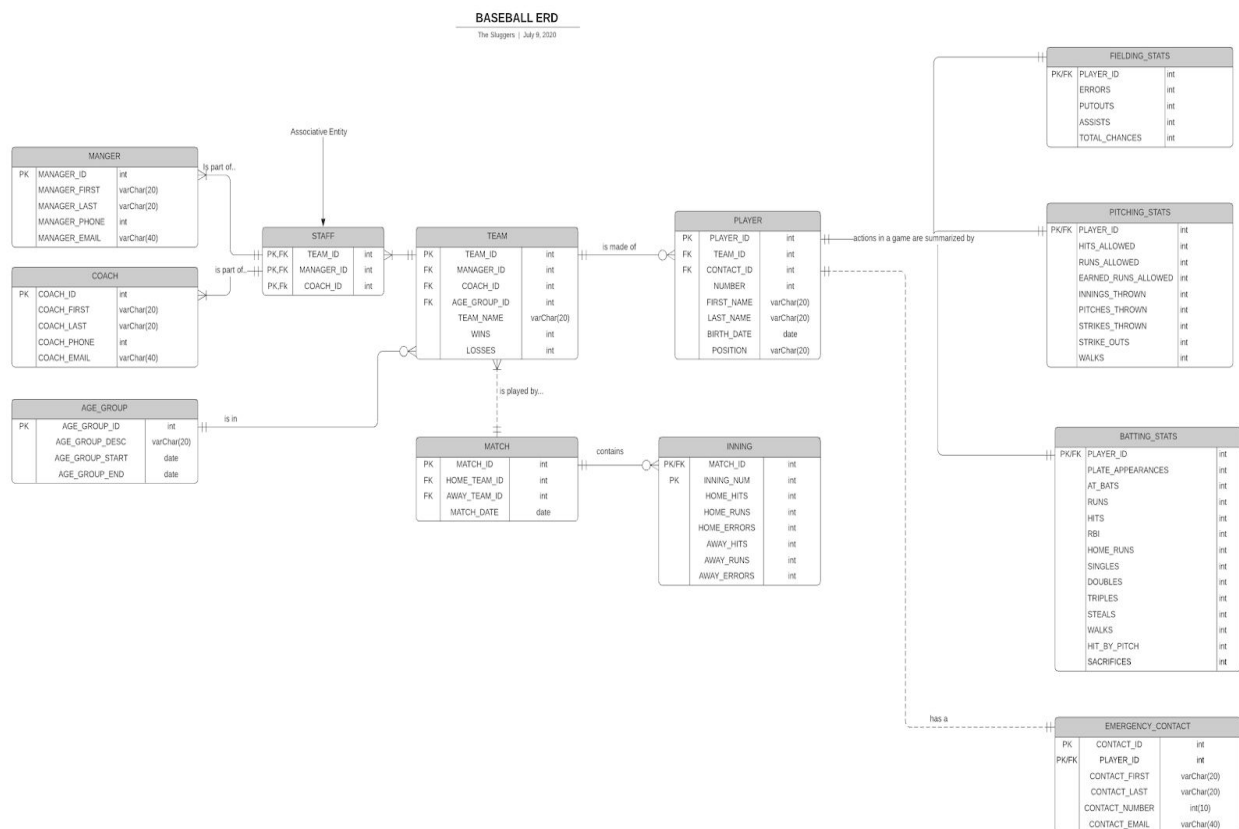 BASEBALL ERD
The Sluggers | July 9, 2020
Associative Entity
MANGER
PK MANAGER_ID int
MANAGER_FIRST varChar(20)
MANAGER_LAST varChar(20)
MANAGER_PHONE int
MANAGER_EMAIL varChar(40)
Is part of..
COACH
PK COACH_ID int
COACH_FIRST varChar(20)
COACH_LAST varChar(20)
COACH_PHONE int
COACH_EMAIL varChar(40)
is part of..
AGE_GROUP
PK AGE_GROUP_ID int
AGE_GROUP_DESC varChar(20)
AGE_GROUP_START date
AGE_GROUP_END date
is in
STAFF
PK,FK TEAM_ID int
PK,FK MANAGER_ID int
PK,Fk COACH_ID int
TEAM
PK TEAM_ID int
FK MANAGER_ID int
FK COACH_ID int
FK AGE_GROUP_ID int
TEAM_NAME varChar(20)
WINS int
LOSSES int
is made of
is played by...
MATCH
PK MATCH_ID int
FK HOME_TEAM_ID int
FK AWAY_TEAM_ID int
MATCH_DATE date
contains
INNING
PK/FK MATCH_ID int
PK INNING_NUM int
HOME_HITS int
HOME_RUNS int
HOME_ERRORS int
AWAY_HITS int
AWAY_RUNS int
AWAY_ERRORS int
PLAYER
PK PLAYER_ID int
FK TEAM_ID int
FK CONTACT_ID int
NUMBER int
FIRST_NAME varChar(20)
LAST_NAME varChar(20)
BIRTH_DATE date
POSITION varChar(20)
actions in a game are summarized by
has a
FIELDING_STATS
PK/FK PLAYER_ID int
ERRORS int
PUTOUTS int
ASSISTS int
TOTAL_CHANCES int
PITCHING_STATS
PK/FK PLAYER_ID int
HITS_ALLOWED int
RUNS_ALLOWED int
EARNED_RUNS_ALLOWED int
INNINGS_THROWN int
PITCHES_THROWN int
STRIKES_THROWN int
STRIKE_OUTS int
WALKS int
BATTING_STATS
PK/FK PLAYER_ID int
PLATE_APPEARANCES int
AT_BATS int
RUNS int
HITS int
RBI int
HOME_RUNS int
SINGLES int
DOUBLES int
TRIPLES int
STEALS int
WALKS int
HIT_BY_PITCH int
SACRIFICES int
EMERGENCY_CONTACT
PK CONTACT_ID int
PK/FK PLAYER_ID int
CONTACT_FIRST varChar(20)
CONTACT_LAST varChar(20)
CONTACT_NUMBER int(10)
CONTACT_EMAIL varChar(40)